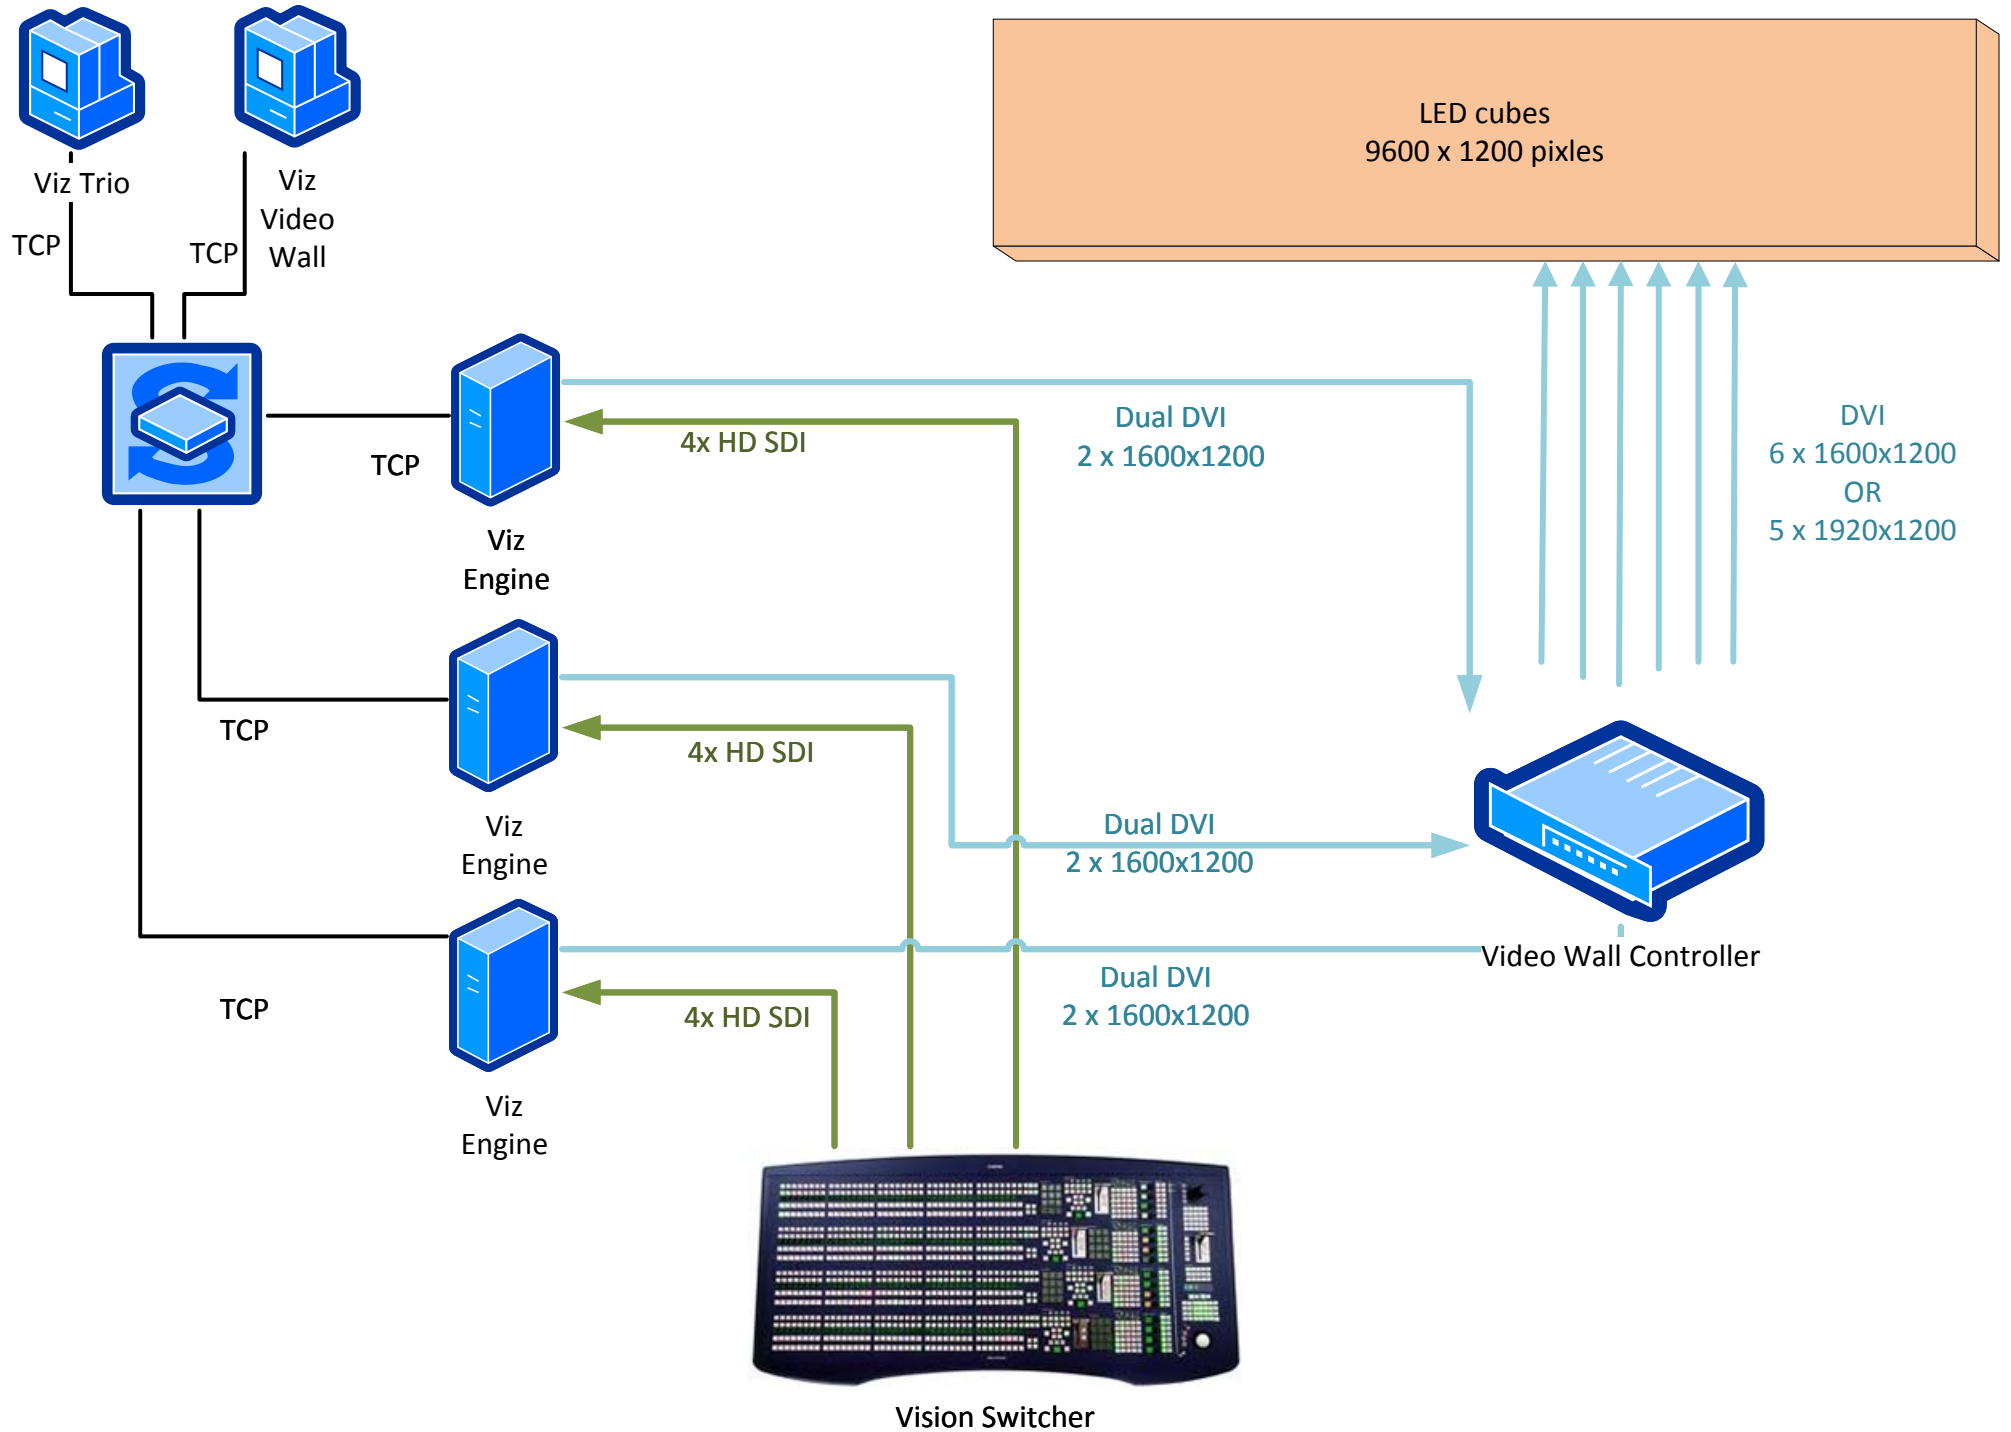 Viz Trio
Viz
Video
Wall
TCP
TCP
LED cubes
9600 x 1200 pixles
TCP
Viz
Engine
4x HD SDI
Dual DVI
2 x 1600x1200
DVI
6 x 1600x1200
OR
5 x 1920x1200
TCP
Viz
Engine
4x HD SDI
Dual DVI
2 x 1600x1200
Video Wall Controller
TCP
Viz
Engine
4x HD SDI
Dual DVI
2 x 1600x1200
Vision Switcher